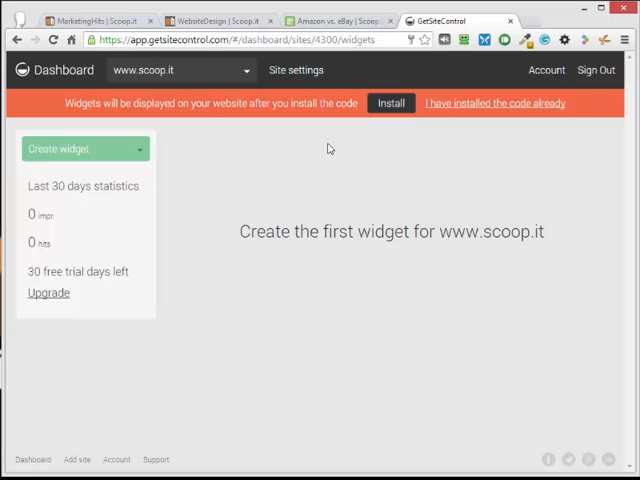 MarketingHits | Scoop.it
WebsiteDesign | Scoop.it
Amazon vs. eBay | Scoop.it
GetSiteControl
https://app.getsitecontrol.com/#/dashboard/sites/4300/widgets
Dashboard
www.scoop.it
Site settings
Account
Sign Out
Widgets will be displayed on your website after you install the code
Install
I have installed the code already
Create widget
Last 30 days statistics
0 impr.
0 hits
30 free trial days left
Upgrade
Create the first widget for www.scoop.it
Dashboard
Add site
Account
Support